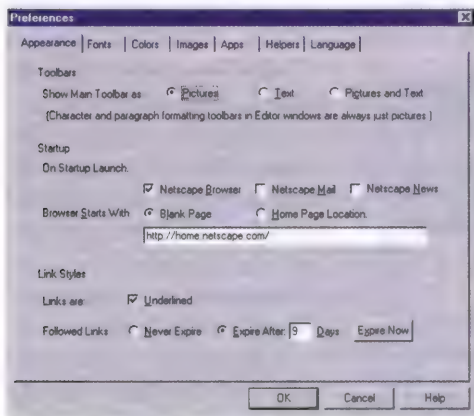 Preferences
Appearance Fonts Colors Images Apps Helpers Language
Toolbars
Show Main Toolbar as: Pictures Text Pictures and Text
(Character and paragraph formatting toolbars in Editor windows are always just pictures.)
Startup
On Startup Launch:
Netscape Browser Netscape Mail Netscape News
Browser Starts With: Blank Page Home Page Location:
http://home.netscape.com/
Link Styles
Links are: Underlined
Followed Links: Never Expire Expire After: 9 Days Expire Now
OK Cancel Help